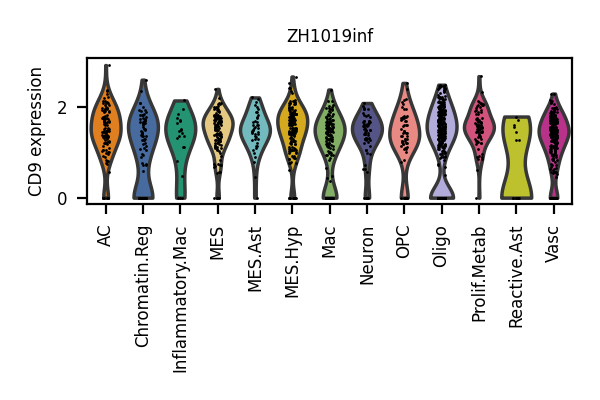 ZH1019inf
CD9 expression
2
0
AC
Chromatin.Reg
Inflammatory.Mac
MES
MES.Ast
MES.Hyp
Mac
Neuron
OPC
Oligo
Prolif.Metab
Reactive.Ast
Vasc